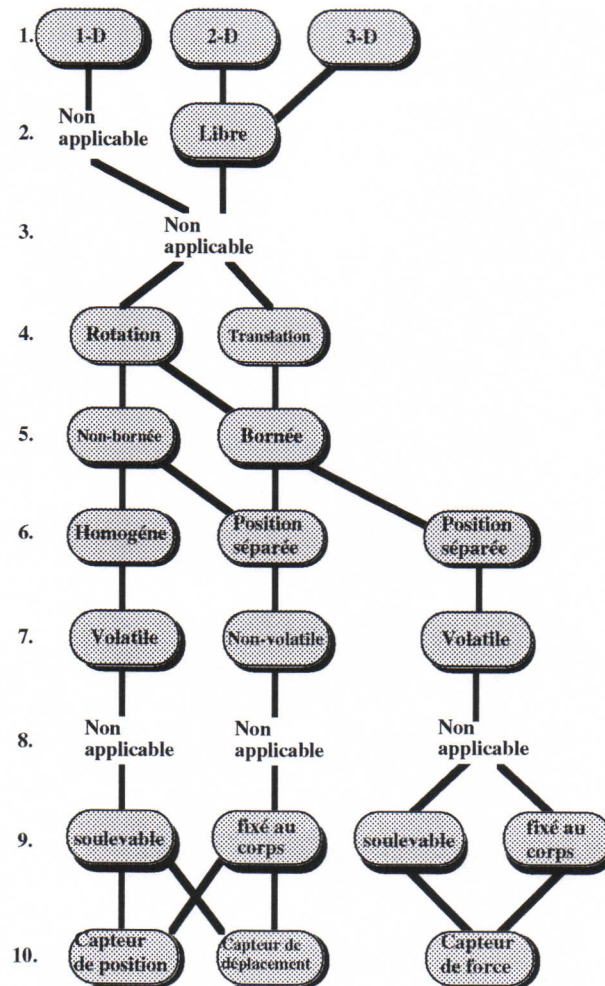 1. 1-D 2-D 3-D
Non
applicable
2. Libre
Non
applicable
3.
4. Rotation Translation
5. Non-bornée Bornée
6. Homogéne Position séparée Position séparée
7. Volatile Non-volatile Volatile
8. Non applicable Non applicable Non applicable
9. soulevable fixé au corps soulevable fixé au corps
10. Capteur de position Capteur de déplacement Capteur de force